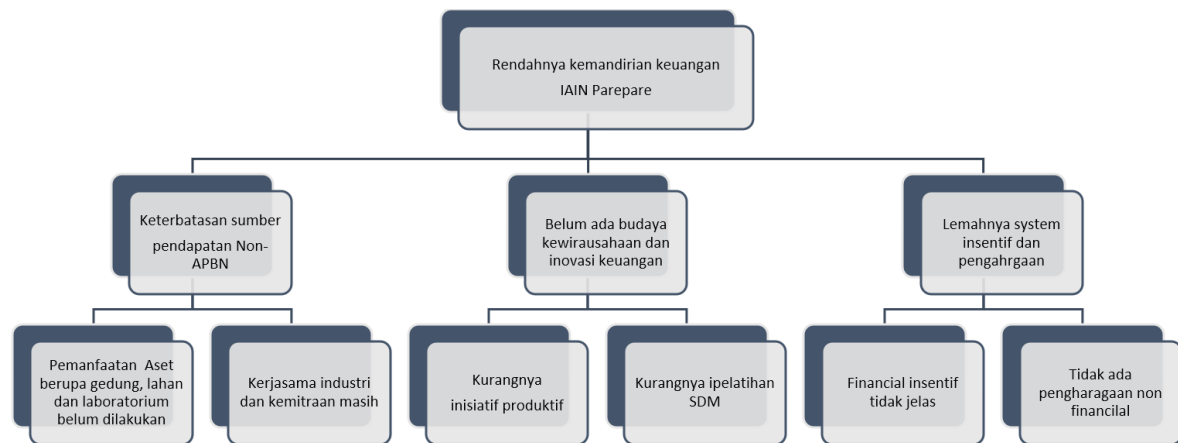 Rendahnya kemandirian keuangan
IAIN Parepare
Keterbatasan sumber
pendapatan Non-
APBN
Belum ada budaya
kewirausahaan dan
inovasi keuangan
Lemahnya system
insentif dan
pengahrgaan
Pemanfaatan Aset
berupa gedung, lahan
dan laboratorium
belum dilakukan
Kerjasama industri
dan kemitraan masih
Kurangnya
inisiatif produktif
Kurangnya ipelatihan
SDM
Financial insentif
tidak jelas
Tidak ada
pengharagaan non
financilal